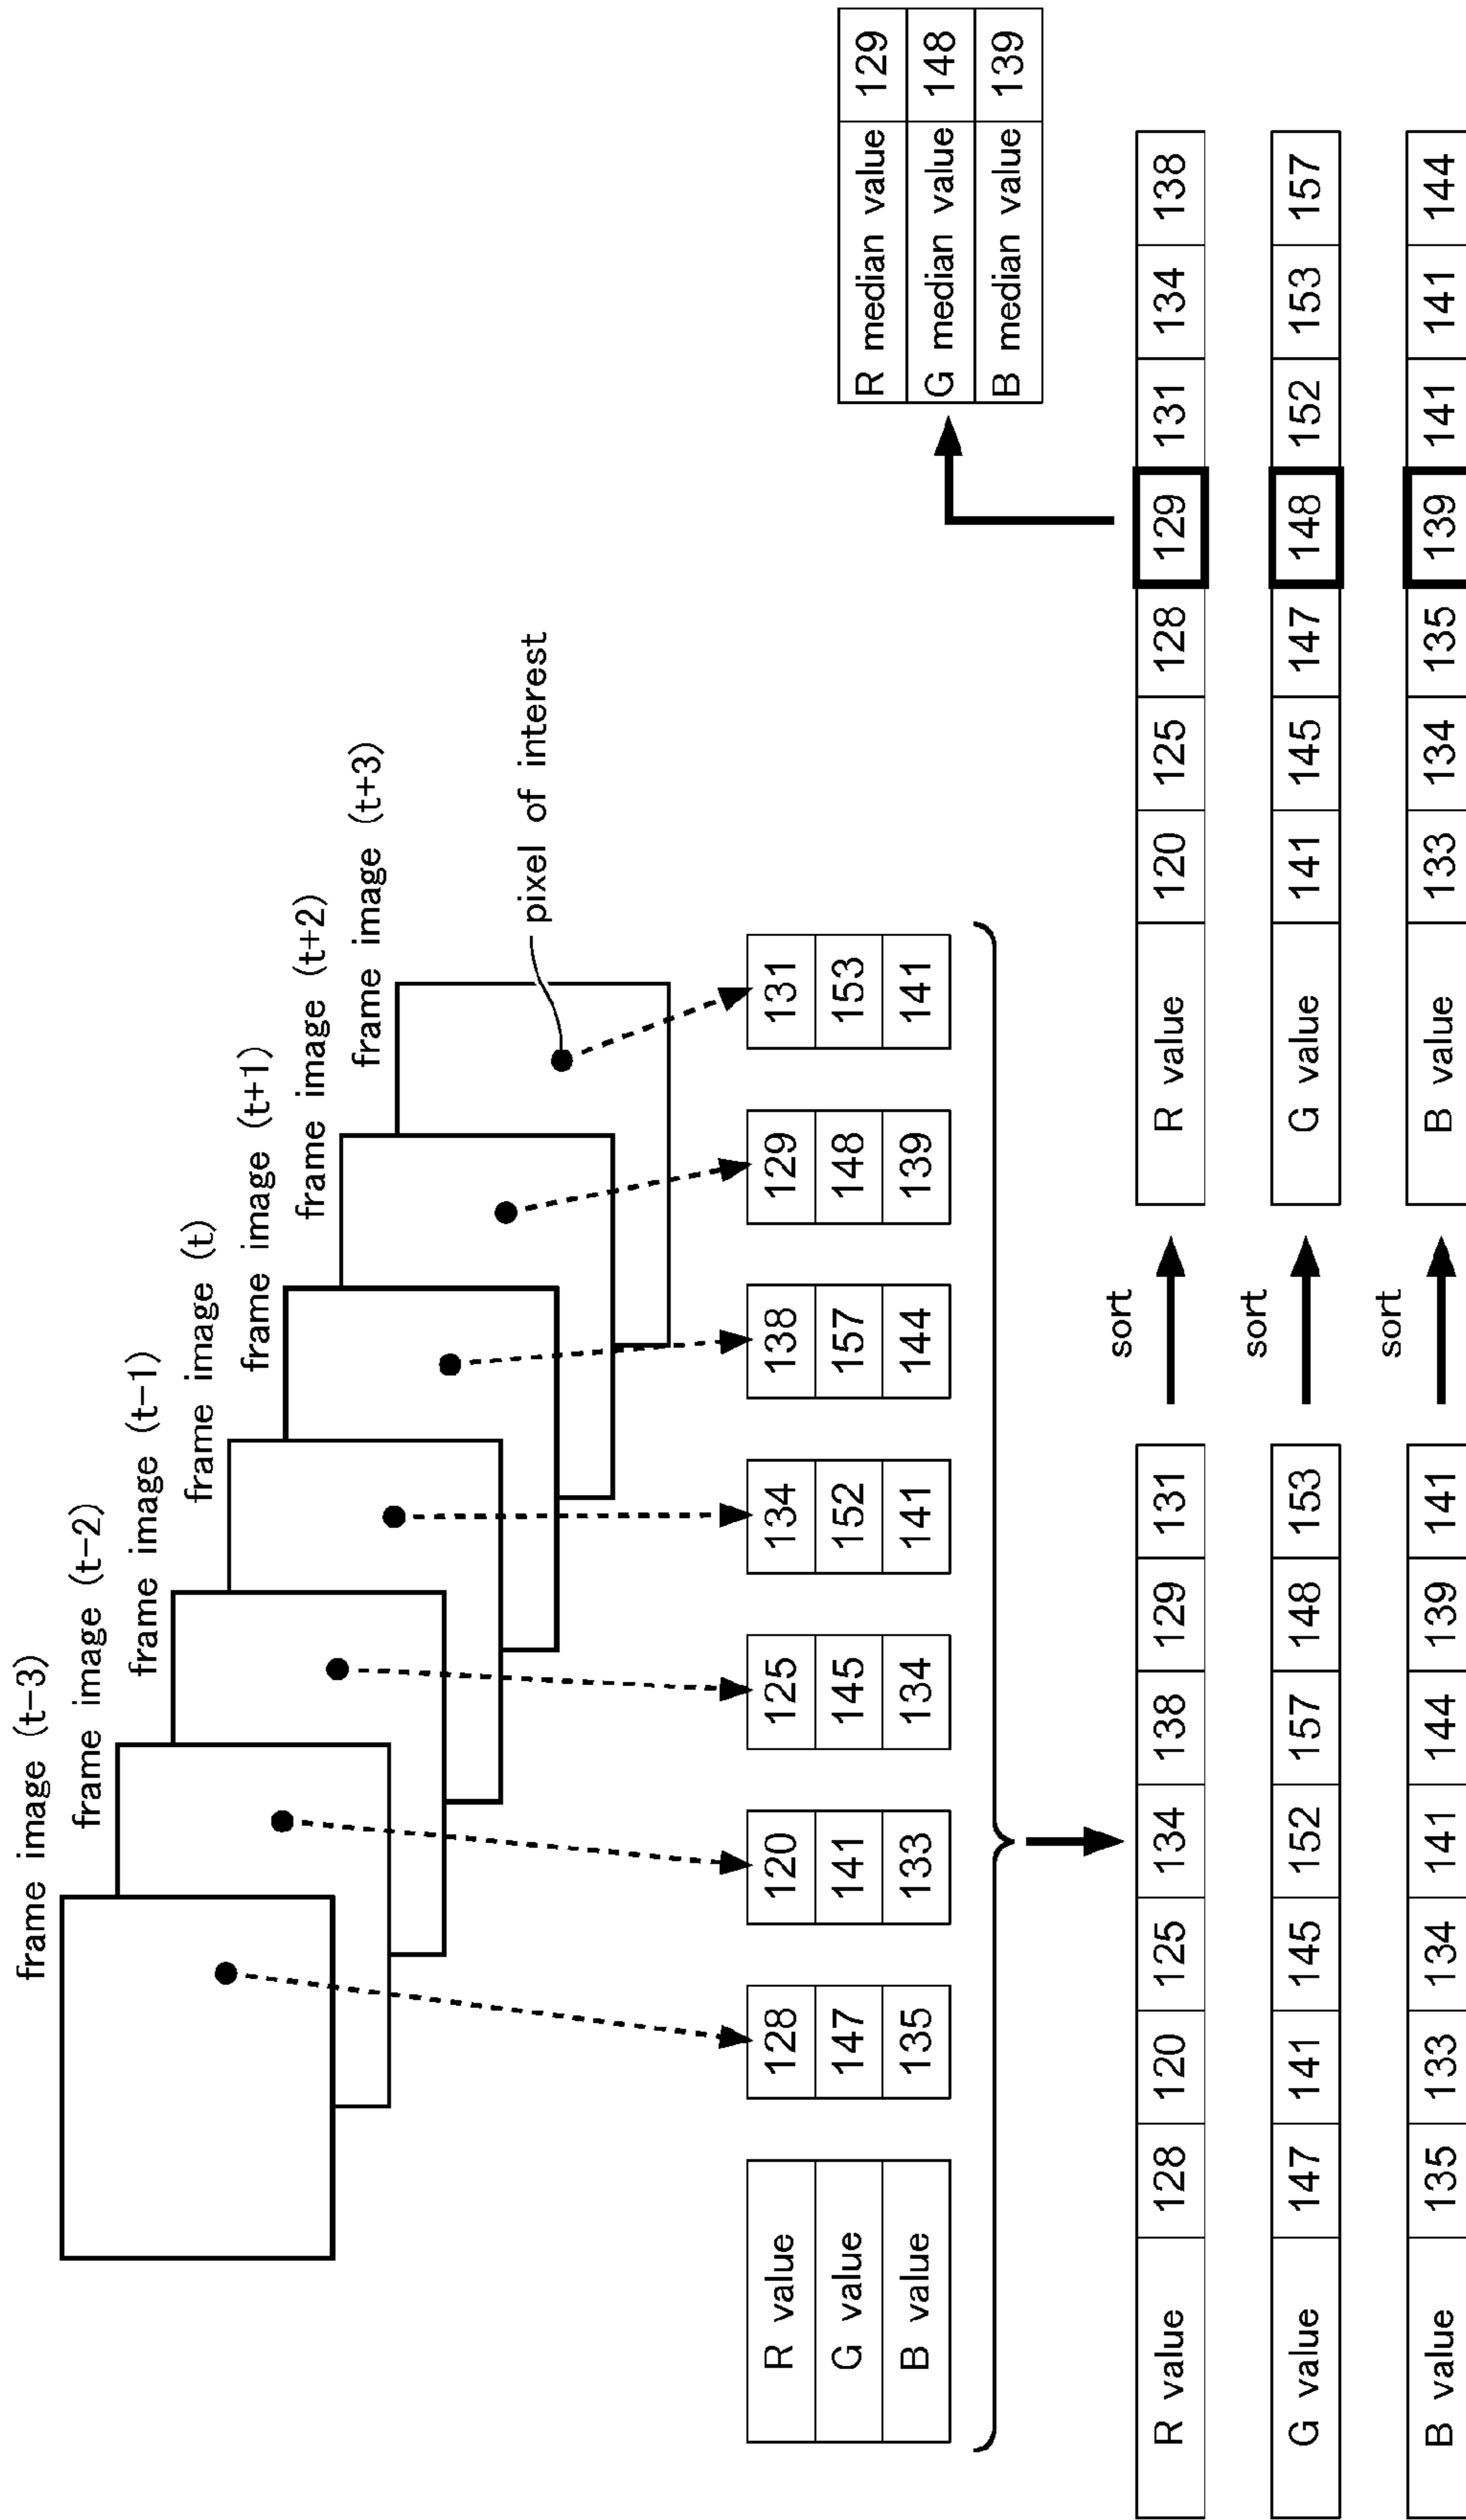 frame image (t-3)
frame image (t-2)
frame image (t-1)
frame image (t)
frame image (t+1)
frame image (t+2)
frame image (t+3)
pixel of interest
R value 128 120 125 134 138 129 131
G value 147 141 145 152 157 148 153
B value 135 133 134 141 144 139 141
R median value 129
G median value 148
B median value 139
R value 128 120 125 134 138 129 131
sort
R value 120 125 128 129 131 134 138
G value 147 141 145 152 157 148 153
sort
G value 141 145 147 148 152 153 157
B value 135 133 134 141 144 139 141
sort
B value 133 134 135 139 141 141 144